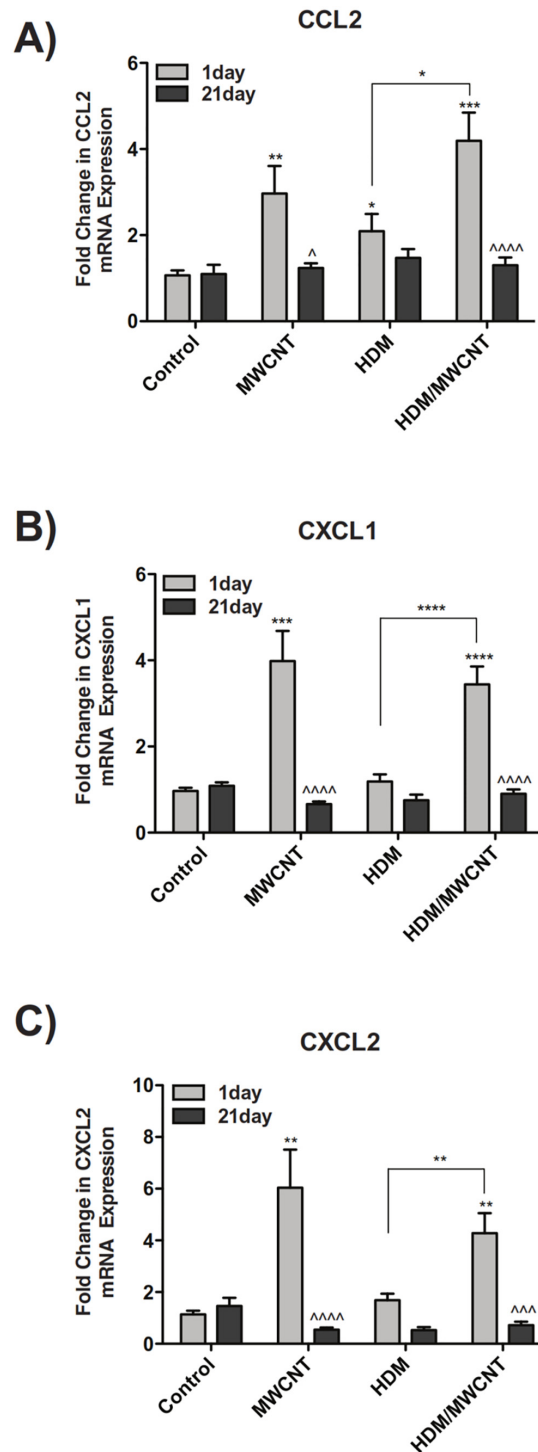 A)
CCL2
Fold Change in CCL2
mRNA Expression
6
4
2
0
1day
21day
**
^
*
*
***
^^^^
Control
MWCNT
HDM
HDM/MWCNT
B)
CXCL1
Fold Change in CXCL1
mRNA Expression
6
4
2
0
1day
21day
***
^^^^
****
****
^^^^
Control
MWCNT
HDM
HDM/MWCNT
C)
CXCL2
Fold Change in CXCL2
mRNA Expression
10
8
6
4
2
0
1day
21day
**
^^^^
**
**
^^^
Control
MWCNT
HDM
HDM/MWCNT